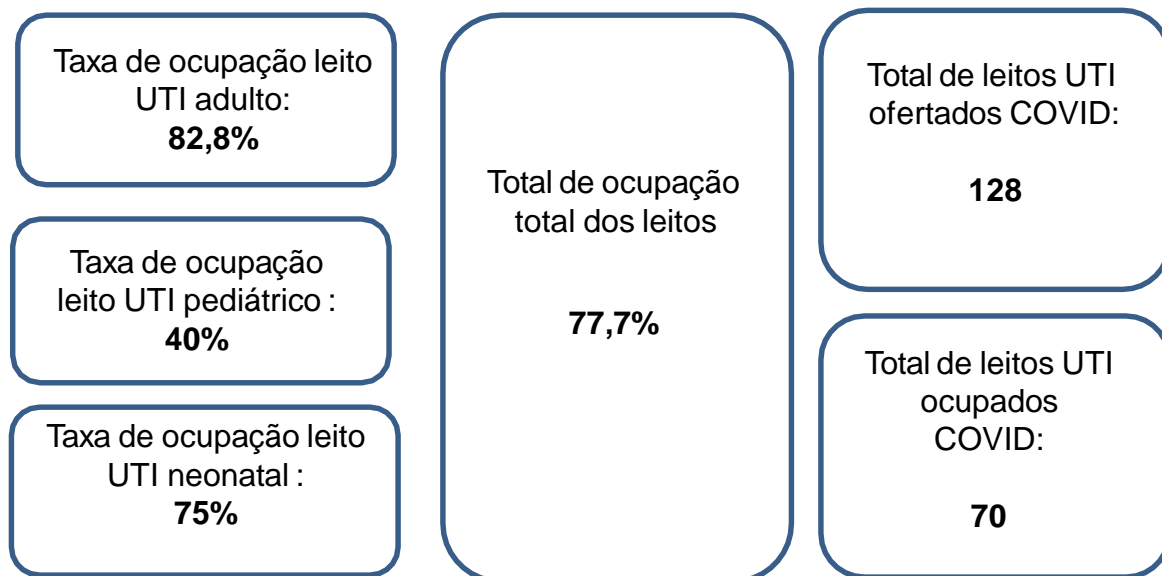 Taxa de ocupação leito
UTI adulto:
82,8%
Taxa de ocupação
leito UTI pediátrico :
40%
Taxa de ocupação leito
UTI neonatal :
75%
Total de ocupação
total dos leitos
77,7%
Total de leitos UTI
ofertados COVID:
128
Total de leitos UTI
ocupados
COVID:
70